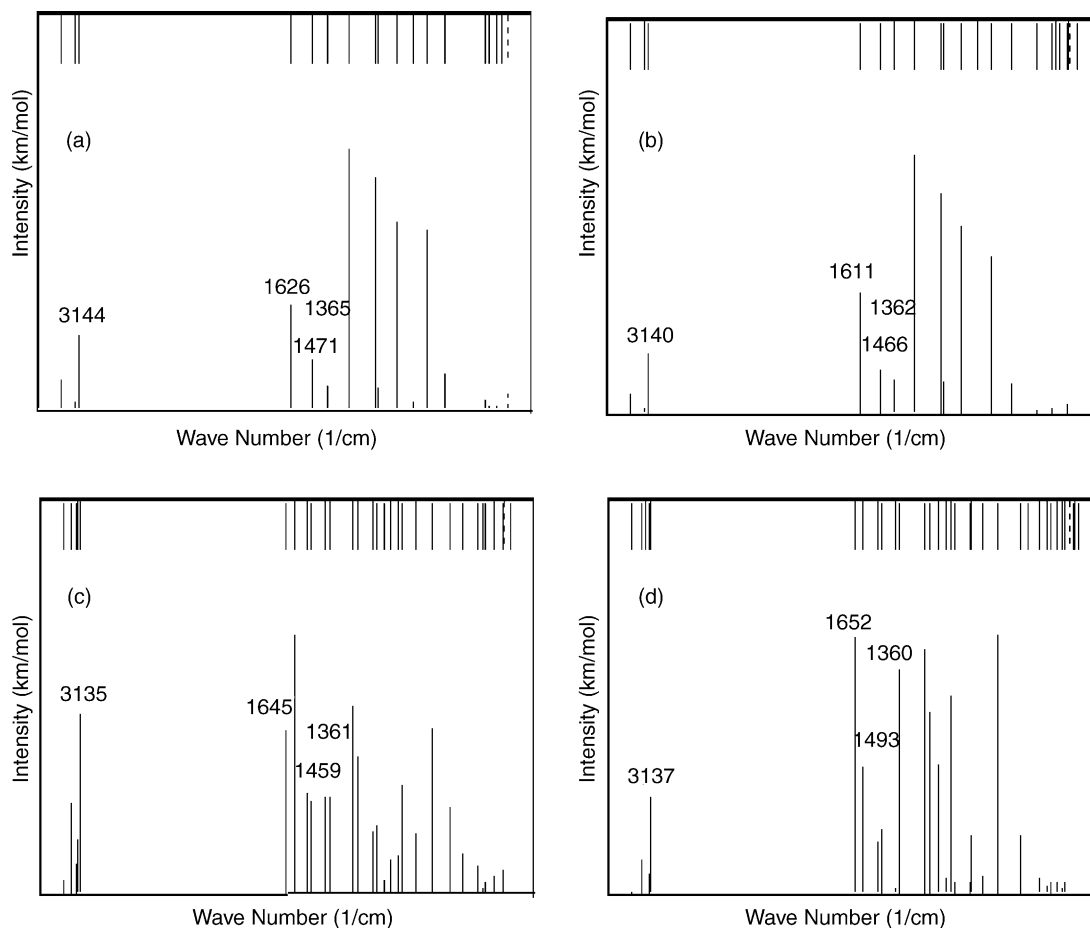 Intensity (km/mol)
(a)
3144
1626
1365
1471
Wave Number (1/cm)
Intensity (km/mol)
(b)
3140
1611
1362
1466
Wave Number (1/cm)
Intensity (km/mol)
(c)
3135
1645
1361
1459
Wave Number (1/cm)
Intensity (km/mol)
(d)
1652
1360
1493
3137
Wave Number (1/cm)